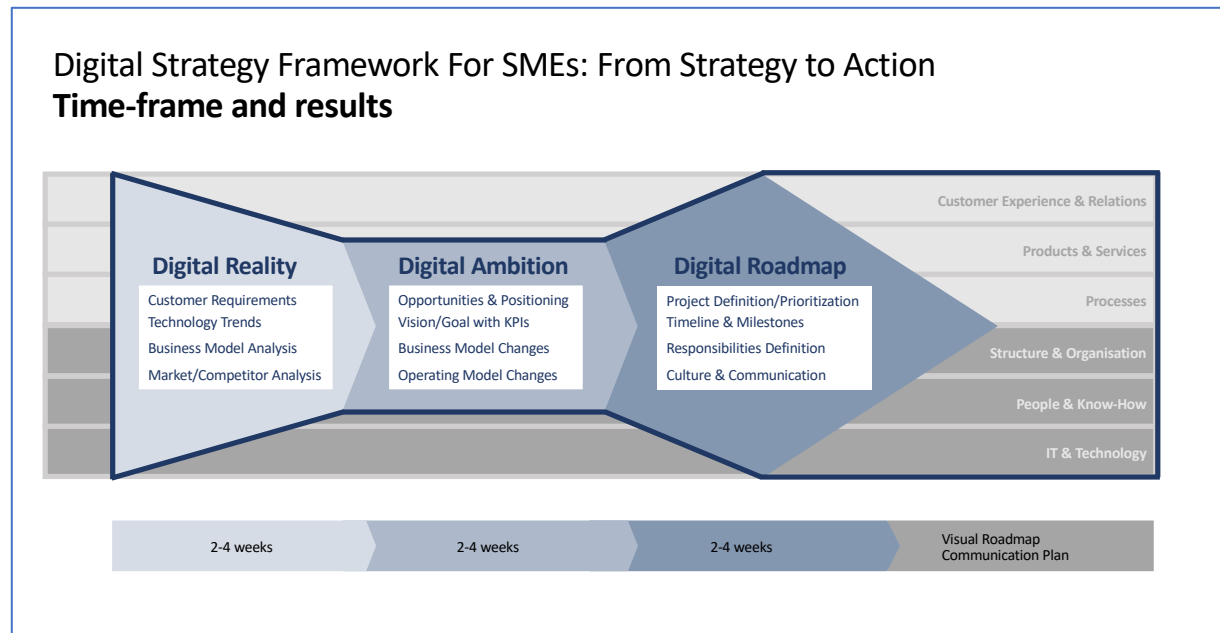 Digital Strategy Framework For SMEs: From Strategy to Action
Time-frame and results
Digital Reality
Customer Requirements
Technology Trends
Business Model Analysis
Market/Competitor Analysis
Digital Ambition
Opportunities & Positioning
Vision/Goal with KPIs
Business Model Changes
Operating Model Changes
Digital Roadmap
Project Definition/Prioritization
Timeline & Milestones
Responsibilities Definition
Culture & Communication
Customer Experience & Relations
Products & Services
Processes
Structure & Organisation
People & Know-How
IT & Technology
2-4 weeks
2-4 weeks
2-4 weeks
Visual Roadmap
Communication Plan